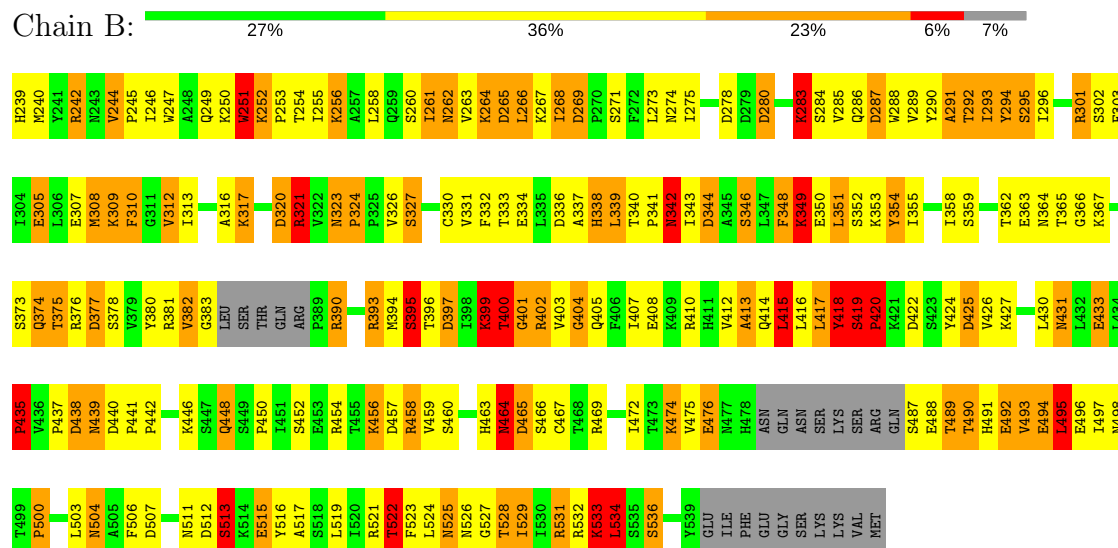 Chain B:
27% 36% 23% 6% 7%
H239 M240 Y241 R242 N243 V244 P245 I246 W247 A248 Q249 K250 W251 K252 P253 T254 I255 K256 A257 L258 Q259 S260 I261 N262 V263 K264 D265 L266 K267 I268 D269 P270 S271 F272 L273 N274 I275 D278 D279 D280 K283 S284 V285 Q286 D287 W288 V289 Y290 A291 T292 I293 Y294 S295 I296 R301 S302 E303
I304 E305 L306 E307 M308 K309 F310 G311 V312 I313 A316 K317 D320 R321 V322 N323 P324 P325 V326 S327 C330 V331 F332 T333 E334 L335 D336 A337 H338 L339 T340 P341 N342 I343 D344 A345 S346 L347 F348 K349 E350 L351 S352 K353 Y354 I355 I358 S359 T362 E363 N364 T365 G366 K367
S373 Q374 T375 R376 D377 S378 V379 Y380 R381 V382 G383 LEU SER THR GLN ARG P389 R390 R393 M394 S395 T396 D397 I398 K399 T400 G401 R402 V403 G404 Q405 F406 I407 E408 K409 R410 H411 V412 A413 Q414 L415 L416 L417 Y418 S419 P420 K421 D422 S423 Y424 D425 V426 K427 L430 N431 L432 E433 L434
P435 V436 P437 D438 N439 D440 P441 P442 K446 S447 Q448 S449 P450 I451 S452 E453 R454 T455 K456 D457 R458 V459 S460 H463 N464 D465 S466 C467 T468 R469 I472 T473 K474 V475 E476 N477 H478 ASN GLN ASN SER LYS SER ARG GLN S487 E488 T489 T490 H491 E492 V493 E494 L495 E496 I497 N498
T499 P500 L503 N504 A505 F506 D507 N511 D512 S513 K514 E515 Y516 A517 S518 L519 I520 R521 T522 F523 L524 N525 N526 G527 T528 I529 I530 R531 R532 K533 L534 S535 S536 Y539 GLU ILE PHE GLU GLY SER LYS LYS VAL MET